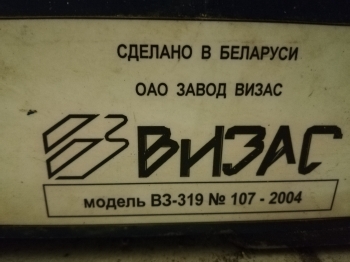 СДЕЛАНО В БЕЛАРУСИ
ОАО ЗАВОД ВИЗАС
ВИЗАС
модель ВЗ-319 № 107 - 2004